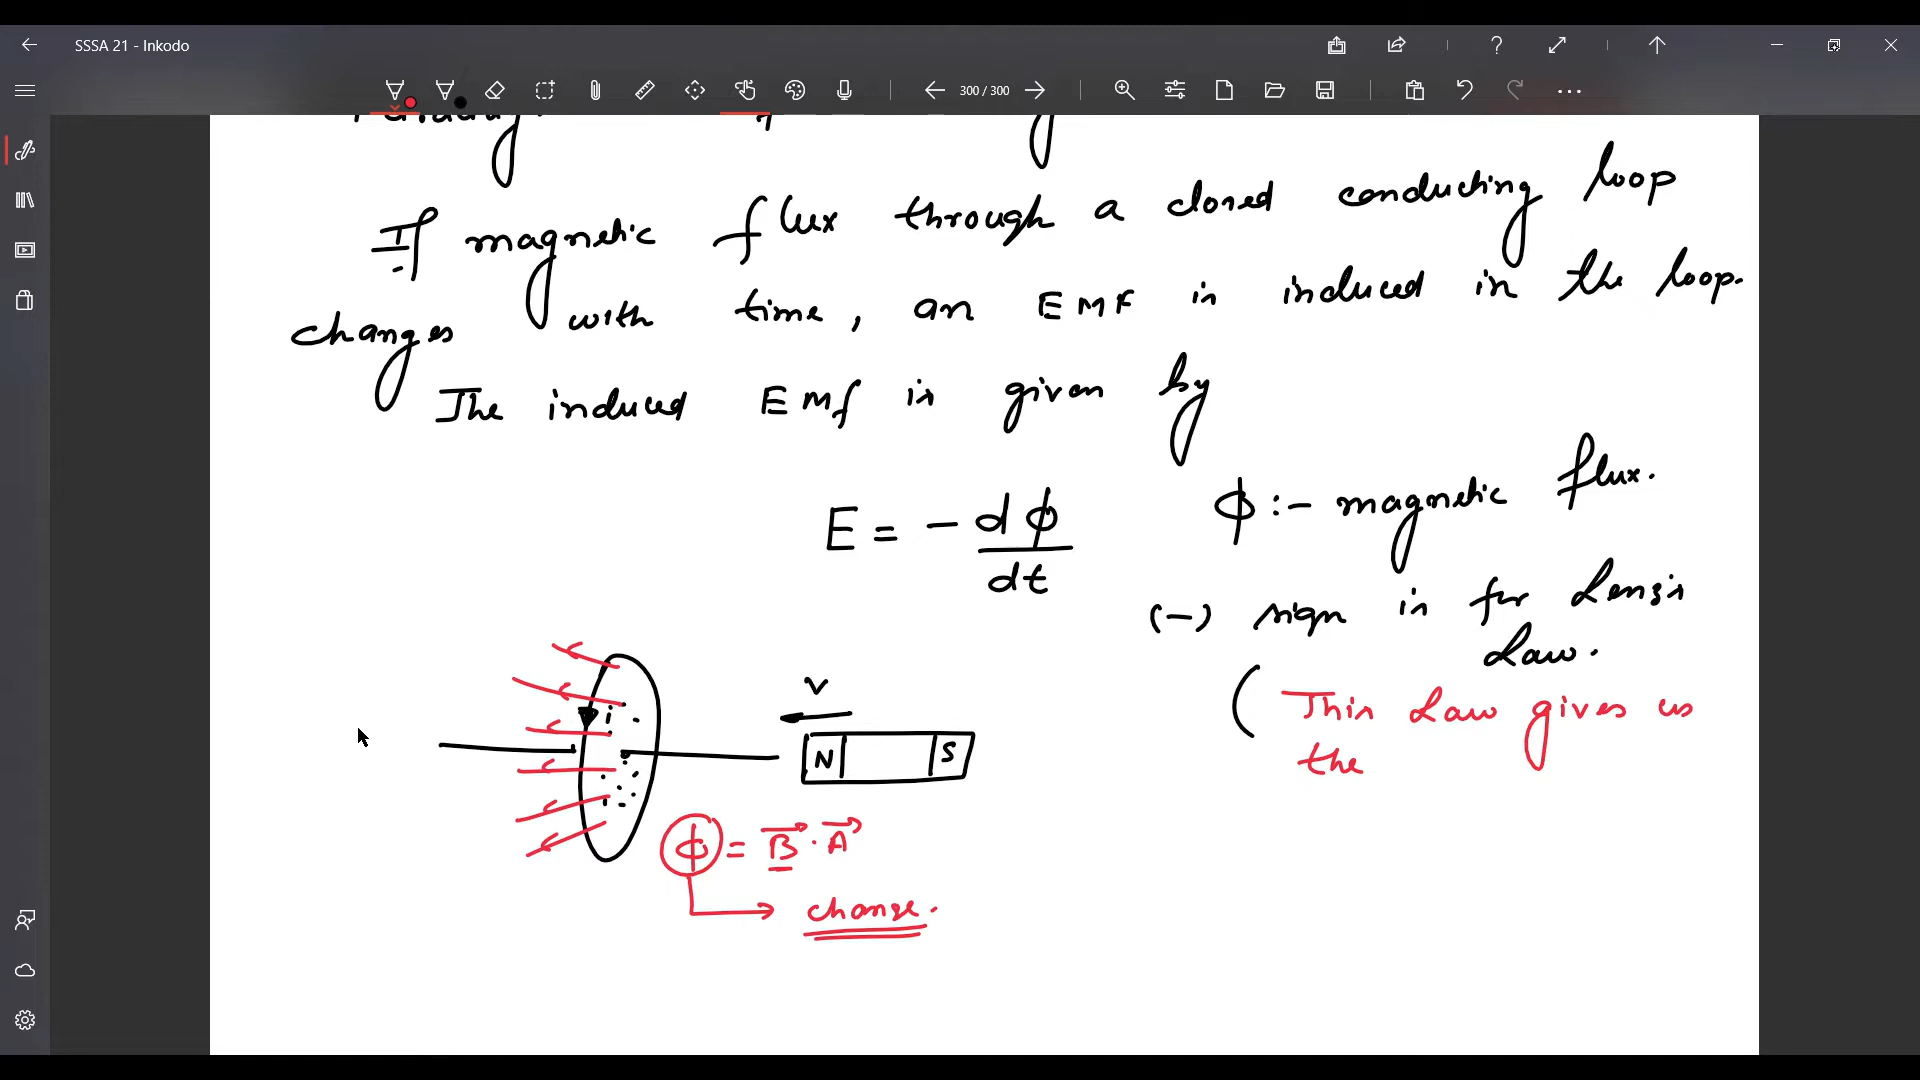 SSSA 21 - Inkodo
300 / 300
If magnetic flux through a closed conducting loop
changes with time, an EMF is induced in the loop.
The induced EMf is given by
E = - dϕ/dt
ϕ :- magnetic flux.
(-) sign is for Lenz's
Law.
(This Law gives us
the
V
N S
ϕ = B⃗ · A⃗
change.